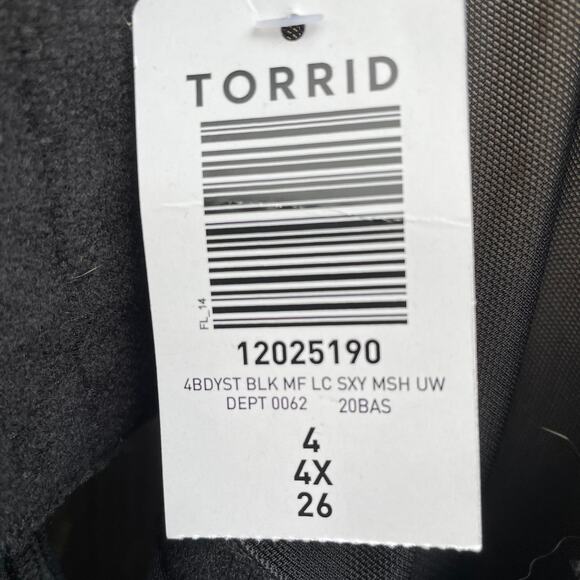 TORRID
FL_14
12025190
4BDYST BLK MF LC SXY MSH UW
DEPT 0062 20BAS
4
4X
26